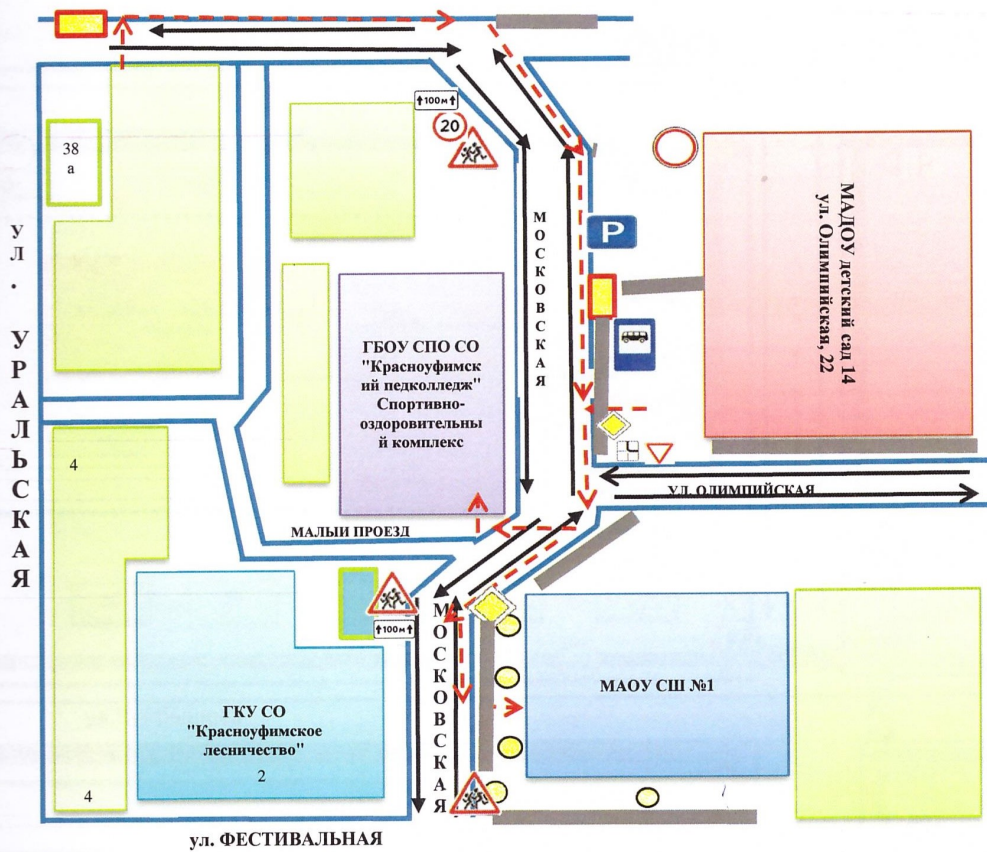 ↑100м↑
20
38
а
УЛ. УРАЛЬСКАЯ
МОСКОВСКАЯ
P
МАДОУ детский сад 14
ул. Олимпийская, 22
ГБОУ СПО СО
"Красноуфимск
ий педколледж"
Спортивно-
оздоровительны
й комплекс
4
УЛ. ОЛИМПИЙСКАЯ
МАЛЫИ ПРОЕЗД
↑100м↑
МОСКОВСКАЯ
МАОУ СШ №1
ГКУ СО
"Красноуфимское
лесничество"
2
4
ул. ФЕСТИВАЛЬНАЯ